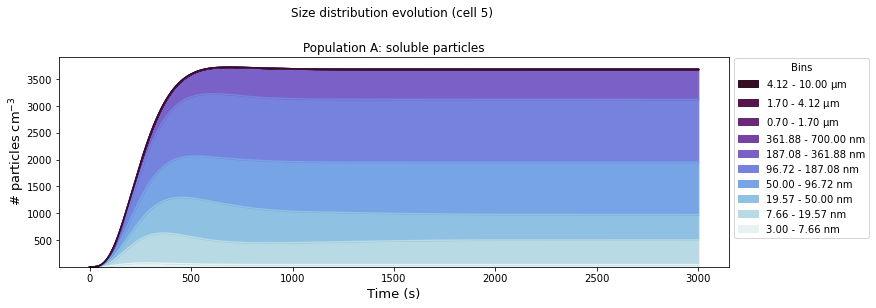 Size distribution evolution (cell 5)
Population A: soluble particles
# particles cm⁻³
3500
3000
2500
2000
1500
1000
500
0
500
1000
1500
2000
2500
3000
Time (s)
Bins
4.12 - 10.00 µm
1.70 - 4.12 µm
0.70 - 1.70 µm
361.88 - 700.00 nm
187.08 - 361.88 nm
96.72 - 187.08 nm
50.00 - 96.72 nm
19.57 - 50.00 nm
7.66 - 19.57 nm
3.00 - 7.66 nm